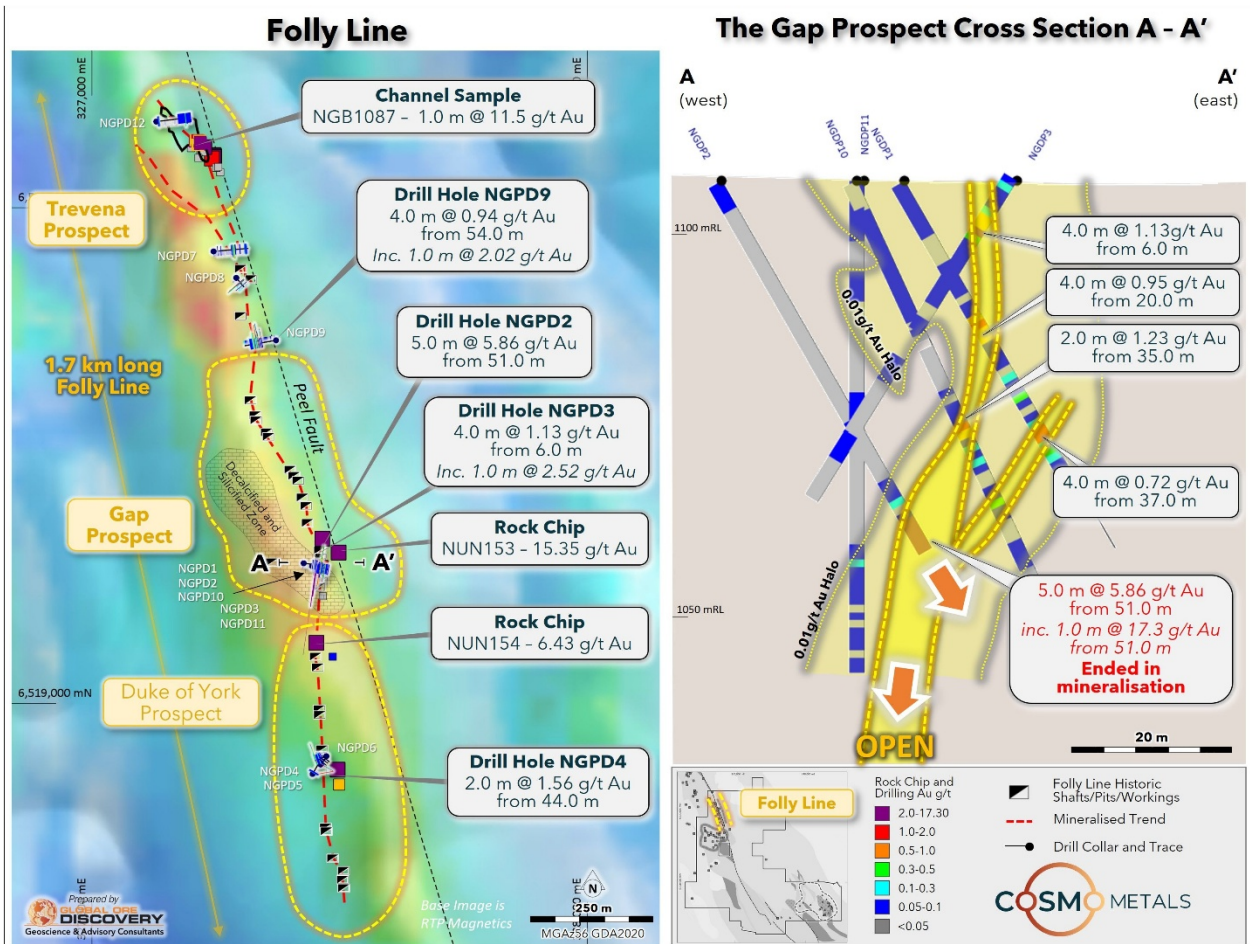 Folly Line
327,000 mE
NGPD12
Channel Sample
NGB1087 – 1.0 m @ 11.5 g/t Au
Trevena
Prospect
NGPD7
NGPD8
NGPD9
Drill Hole NGPD9
4.0 m @ 0.94 g/t Au
from 54.0 m
Inc. 1.0 m @ 2.02 g/t Au
Drill Hole NGPD2
5.0 m @ 5.86 g/t Au
from 51.0 m
1.7 km long
Folly Line
Peel Fault
Drill Hole NGPD3
4.0 m @ 1.13 g/t Au
from 6.0 m
Inc. 1.0 m @ 2.52 g/t Au
Decalcified and
Silicified Zone
Gap
Prospect
Rock Chip
NUN153 – 15.35 g/t Au
A
A'
NGPD1
NGPD2
NGPD10
NGPD3
NGPD11
Rock Chip
NUN154 – 6.43 g/t Au
6,519,000 mN
Duke of York
Prospect
NGPD6
NGPD4
NGPD5
Drill Hole NGPD4
2.0 m @ 1.56 g/t Au
from 44.0 m
Prepared by
GLOBAL ORE
DISCOVERY
Geoscience & Advisory Consultants
Base Image is
RTP Magnetics
N
250 m
MGAz56 GDA2020
The Gap Prospect Cross Section A – A'
A
(west)
A'
(east)
NGDP2
NGDP10
NGDP11
NGDP1
NGDP3
1100 mRL
4.0 m @ 1.13g/t Au
from 6.0 m
4.0 m @ 0.95 g/t Au
from 20.0 m
0.01g/t Au Halo
2.0 m @ 1.23 g/t Au
from 35.0 m
4.0 m @ 0.72 g/t Au
from 37.0 m
0.01g/t Au Halo
1050 mRL
5.0 m @ 5.86 g/t Au
from 51.0 m
inc. 1.0 m @ 17.3 g/t Au
from 51.0 m
Ended in
mineralisation
OPEN
20 m
Folly Line
Rock Chip and
Drilling Au g/t
2.0-17.30
1.0-2.0
0.5-1.0
0.3-0.5
0.1-0.3
0.05-0.1
<0.05
Folly Line Historic
Shafts/Pits/Workings
Mineralised Trend
Drill Collar and Trace
COSMO METALS